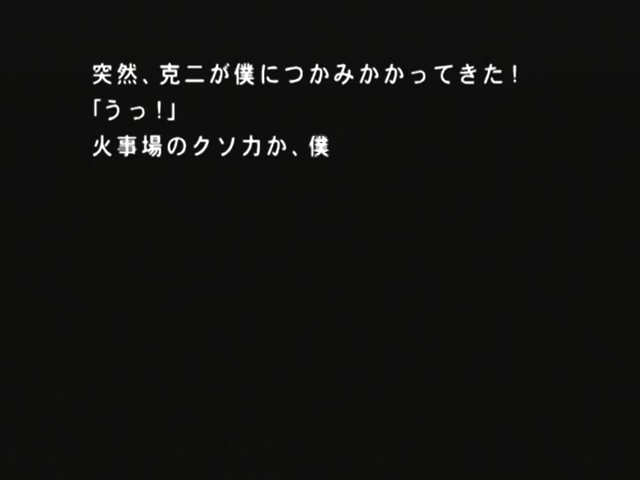 突然、克二が僕につかみかかってきた！
「うっ！」
火事場のクソ力か、僕